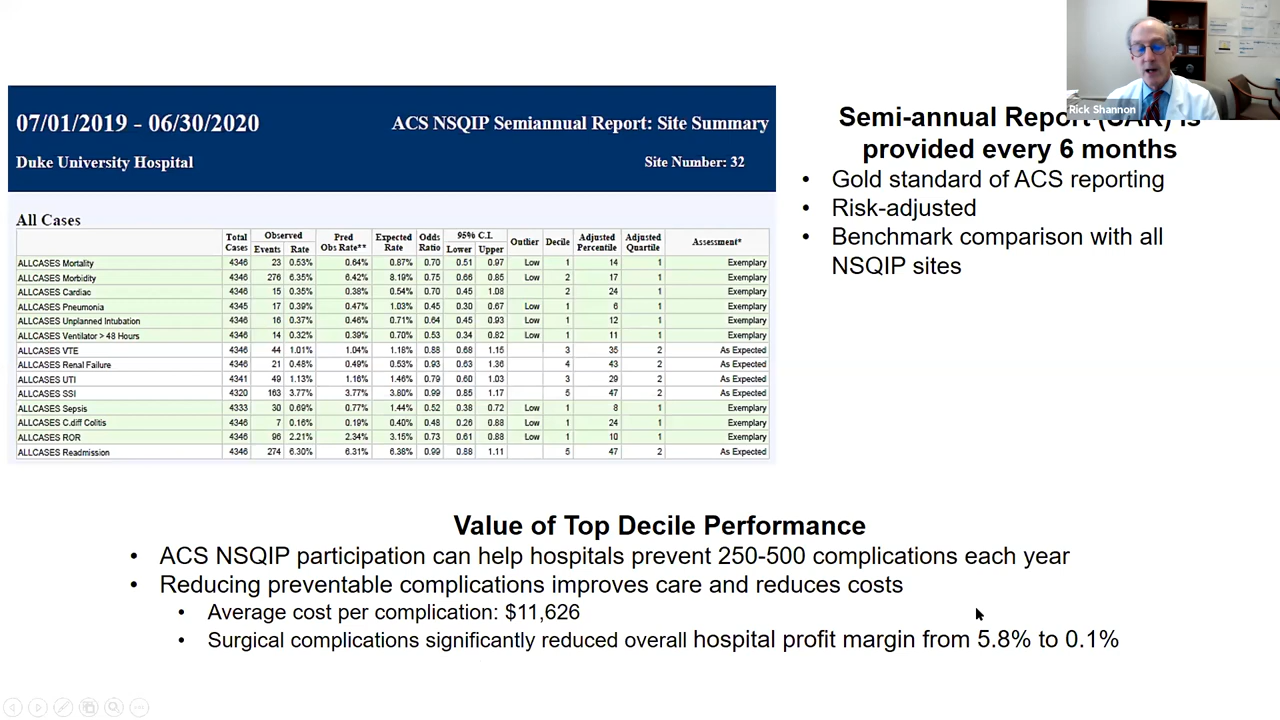 Rick Shannon
07/01/2019 - 06/30/2020 ACS NSQIP Semiannual Report: Site Summary
Duke University Hospital Site Number: 32
All Cases
Total Cases Observed Events Rate Pred Obs Rate** Expected Rate Odds Ratio 95% C.I. Lower Upper Outlier Decile Adjusted Percentile Adjusted Quartile Assessment*
ALLCASES Mortality 4346 23 0.53% 0.64% 0.87% 0.70 0.51 0.97 Low 1 14 1 Exemplary
ALLCASES Morbidity 4346 276 6.35% 6.42% 8.19% 0.75 0.66 0.85 Low 2 17 1 Exemplary
ALLCASES Cardiac 4346 15 0.35% 0.38% 0.54% 0.70 0.45 1.08 2 24 1 Exemplary
ALLCASES Pneumonia 4345 17 0.39% 0.47% 1.03% 0.45 0.30 0.67 Low 1 6 1 Exemplary
ALLCASES Unplanned Intubation 4346 16 0.37% 0.46% 0.71% 0.64 0.45 0.93 Low 1 12 1 Exemplary
ALLCASES Ventilator > 48 Hours 4346 14 0.32% 0.39% 0.70% 0.53 0.34 0.82 Low 1 11 1 Exemplary
ALLCASES VTE 4346 44 1.01% 1.04% 1.18% 0.88 0.68 1.15 3 35 2 As Expected
ALLCASES Renal Failure 4346 21 0.48% 0.49% 0.53% 0.93 0.63 1.36 4 43 2 As Expected
ALLCASES UTI 4341 49 1.13% 1.16% 1.46% 0.79 0.60 1.03 3 29 2 As Expected
ALLCASES SSI 4320 163 3.77% 3.77% 3.80% 0.99 0.85 1.17 5 47 2 As Expected
ALLCASES Sepsis 4333 30 0.69% 0.77% 1.44% 0.52 0.38 0.72 Low 1 8 1 Exemplary
ALLCASES C.diff Colitis 4346 7 0.16% 0.19% 0.40% 0.48 0.26 0.88 Low 1 24 1 Exemplary
ALLCASES ROR 4346 96 2.21% 2.34% 3.15% 0.73 0.61 0.88 Low 1 10 1 Exemplary
ALLCASES Readmission 4346 274 6.30% 6.31% 6.38% 0.99 0.88 1.11 5 47 2 As Expected
Semi-annual Report (SAR) is
provided every 6 months
• Gold standard of ACS reporting
• Risk-adjusted
• Benchmark comparison with all
NSQIP sites
Value of Top Decile Performance
• ACS NSQIP participation can help hospitals prevent 250-500 complications each year
• Reducing preventable complications improves care and reduces costs
• Average cost per complication: $11,626
• Surgical complications significantly reduced overall hospital profit margin from 5.8% to 0.1%